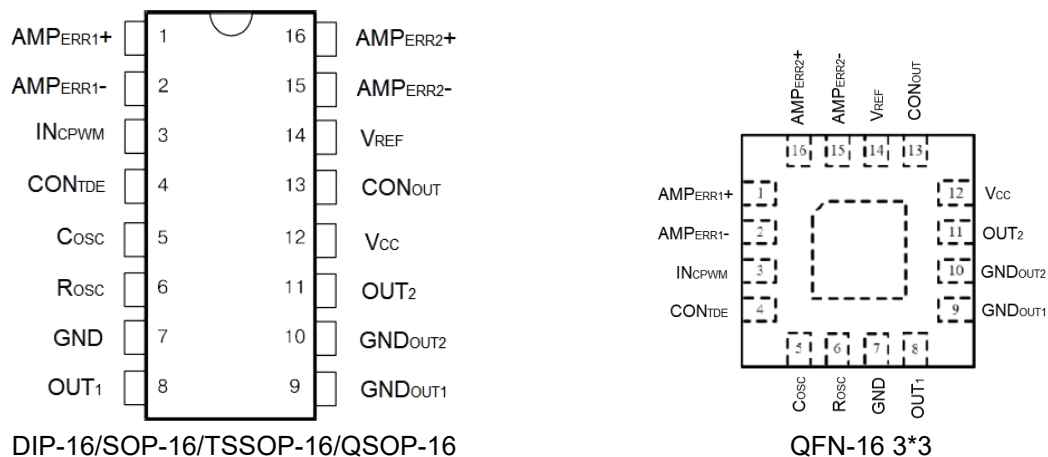 AMPERR1+ 1 16 AMPERR2+
AMPERR1- 2 15 AMPERR2-
INCPWM 3 14 VREF
CONTDE 4 13 CONOUT
COSC 5 12 VCC
ROSC 6 11 OUT2
GND 7 10 GNDOUT2
OUT1 8 9 GNDOUT1
DIP-16/SOP-16/TSSOP-16/QSOP-16
AMPERR2+
AMPERR2-
VREF
CONOUT
16 15 14 13
AMPERR1+ 1 12 VCC
AMPERR1- 2 11 OUT2
INCPWM 3 10 GNDOUT2
CONTDE 4 9 GNDOUT1
5 6 7 8
COSC
ROSC
GND
OUT1
QFN-16 3*3